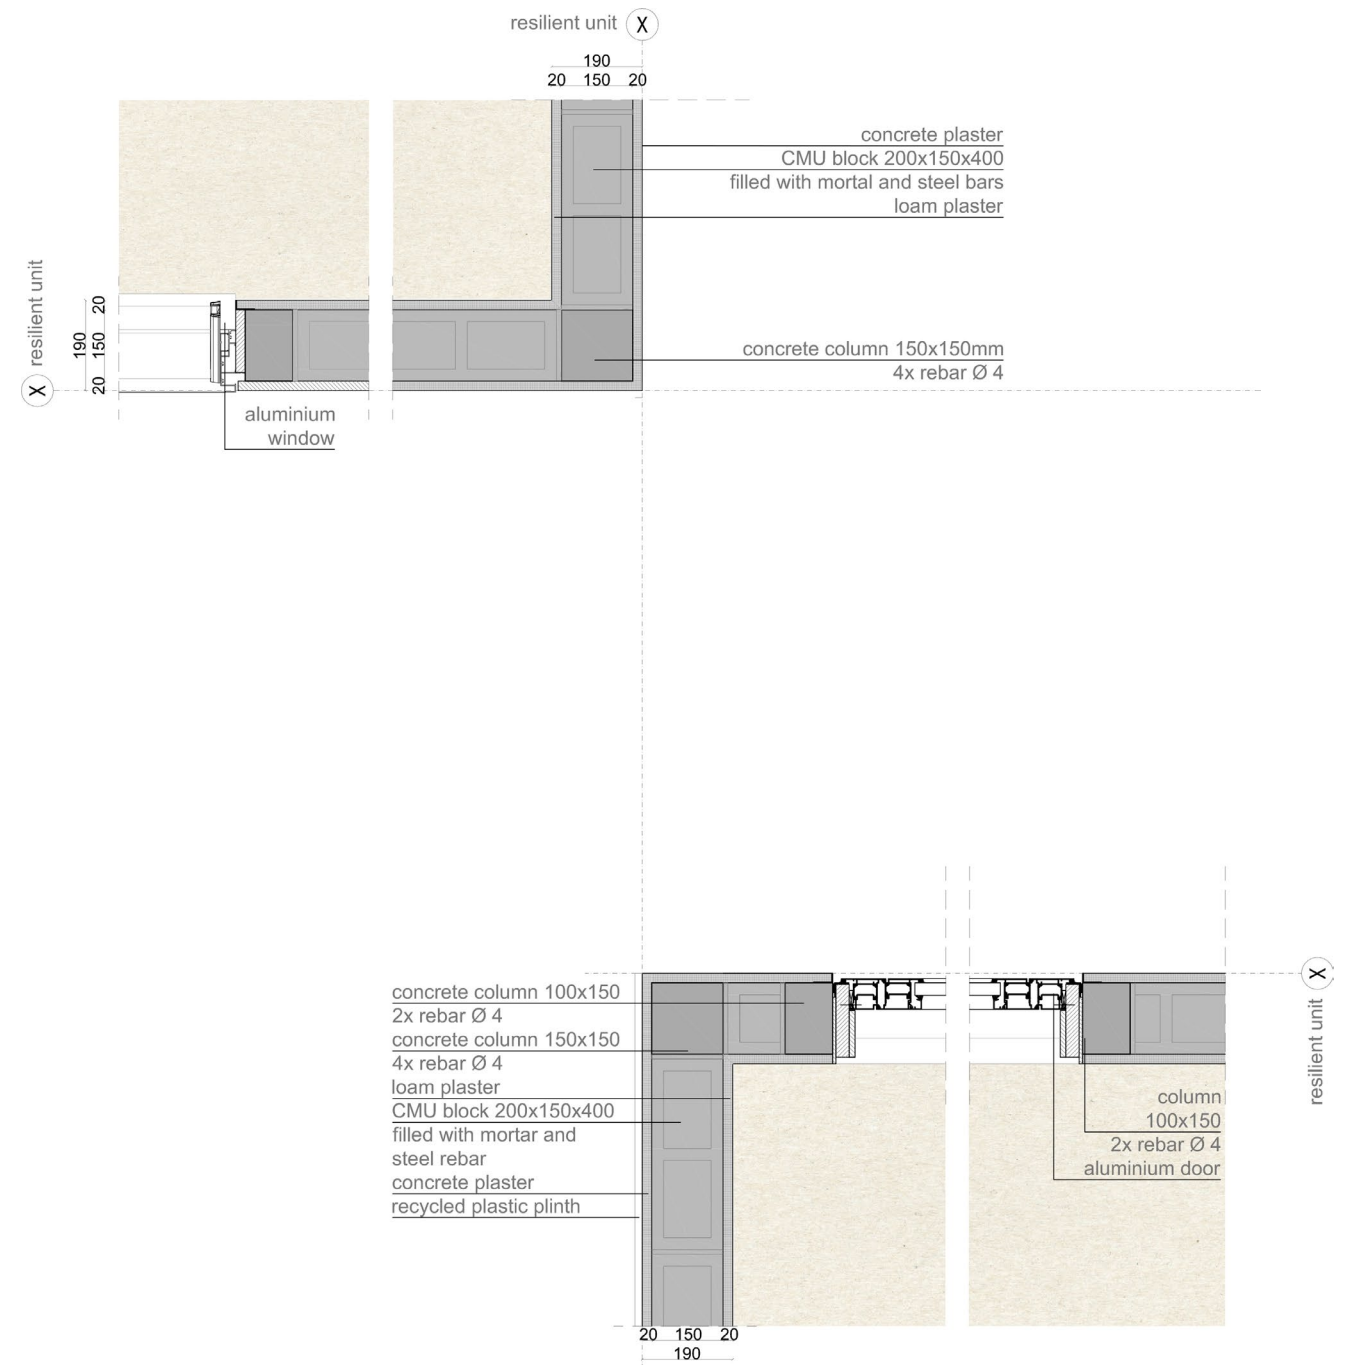 resilient unit X
190
20 150 20
concrete plaster
CMU block 200x150x400
filled with mortal and steel bars
loam plaster
resilient unit
X
20
150
20
190
concrete column 150x150mm
4x rebar Ø 4
aluminium
window
concrete column 100x150
2x rebar Ø 4
concrete column 150x150
4x rebar Ø 4
loam plaster
CMU block 200x150x400
filled with mortar and
steel rebar
concrete plaster
recycled plastic plinth
X
resilient unit
column
100x150
2x rebar Ø 4
aluminium door
20 150 20
190